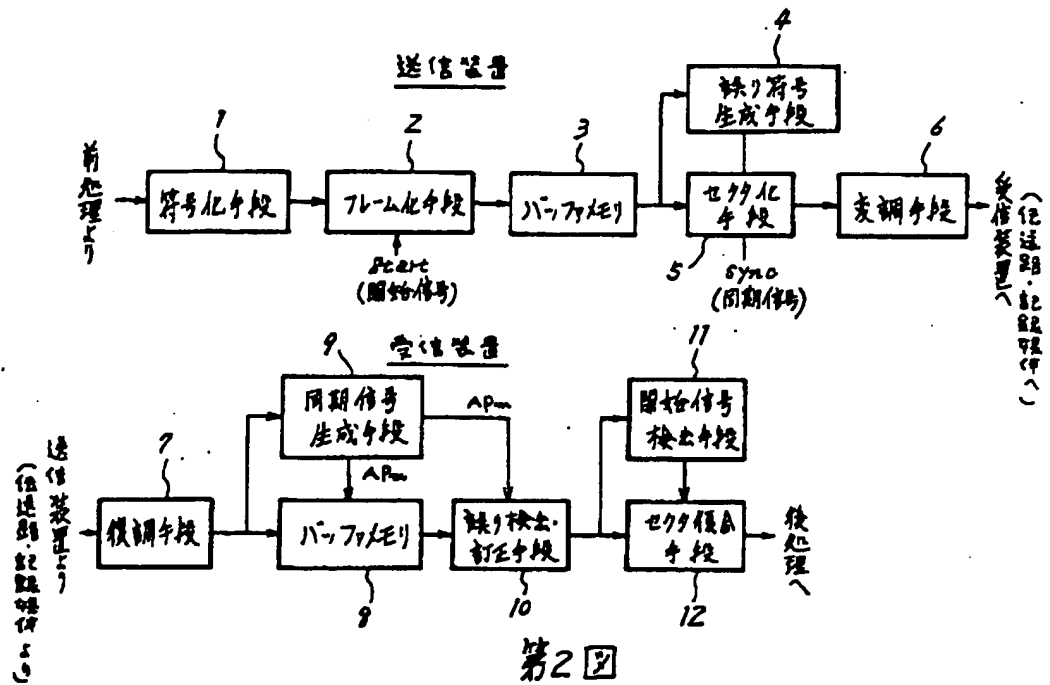 送信装置
前処理より
1
符号化手段
2
フレーム化手段
Start
(開始信号)
3
バッファメモリ
4
誤り符号
生成手段
セクタ化
手段
5
Sync
(同期信号)
6
変調手段
受信装置へ
(伝送路・記録媒体へ)
受信装置
送信装置より
(伝送路・記録媒体より)
7
復調手段
9
同期信号
生成手段
バッファメモリ
8
誤り検出・
訂正手段
10
11
開始信号
検出手段
セクタ復合
手段
12
後処理へ
第2図